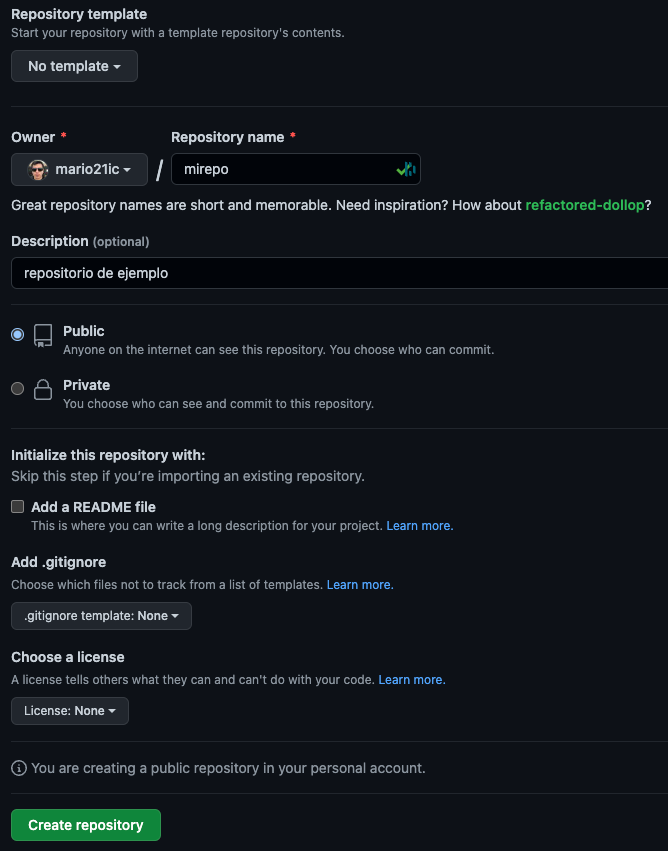 Repository template
Start your repository with a template repository's contents.
No template
Owner *
Repository name *
mario21ic
/
mirepo
Great repository names are short and memorable. Need inspiration? How about refactored-dollop?
Description (optional)
repositorio de ejemplo
Public
Anyone on the internet can see this repository. You choose who can commit.
Private
You choose who can see and commit to this repository.
Initialize this repository with:
Skip this step if you're importing an existing repository.
Add a README file
This is where you can write a long description for your project. Learn more.
Add .gitignore
Choose which files not to track from a list of templates. Learn more.
.gitignore template: None
Choose a license
A license tells others what they can and can't do with your code. Learn more.
License: None
You are creating a public repository in your personal account.
Create repository